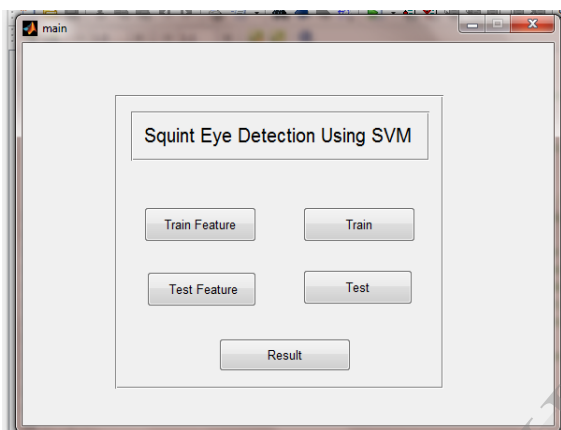 main
Squint Eye Detection Using SVM
Train Feature
Train
Test Feature
Test
Result